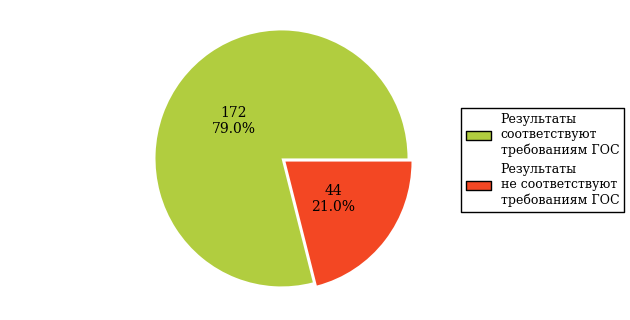 172
79.0%
44
21.0%
Результаты
соответствуют
требованиям ГОС
Результаты
не соответствуют
требованиям ГОС